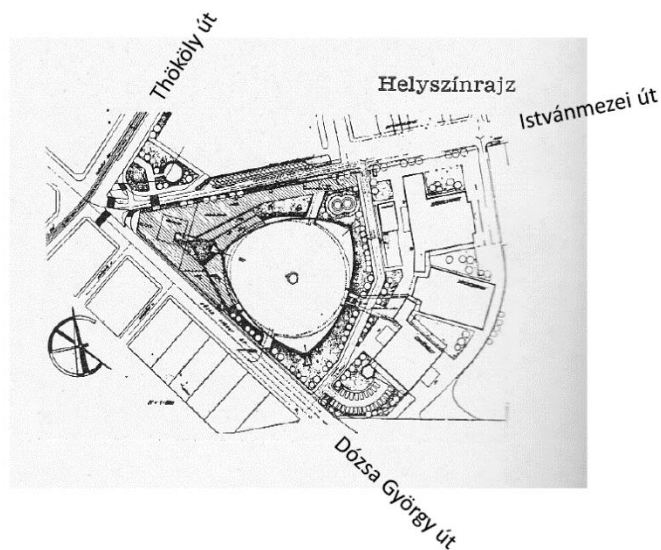 Thököly út
Helyszínrajz
Istvánmezei út
Dózsa György út